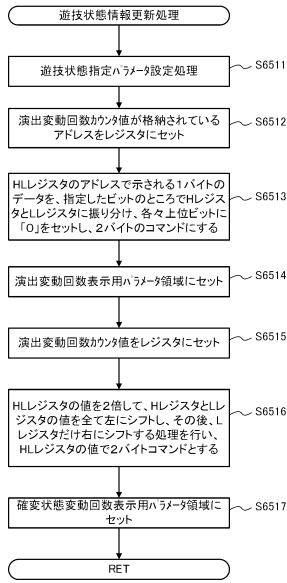 遊技状態情報更新処理
遊技状態指定ﾊﾟﾗﾒｰﾀ設定処理
S6511
演出変動回数ｶｳﾝﾀ値が格納されている
アドレスをレジスタにセット
S6512
HLレジスタのアドレスで示される1バイトの
データを、指定したビットのところでHレジス
タとLレジスタに振り分け、各々上位ビットに
「0」をセットし、2バイトのコマンドにする
S6513
演出変動回数表示用ﾊﾟﾗﾒｰﾀ領域にセット
S6514
演出変動回数ｶｳﾝﾀ値をレジスタにセット
S6515
HLレジスタの値を2倍して、HレジスタとLレ
ジスタの値を全て左にシフトし、その後、L
レジスタだけ右にシフトする処理を行い、
HLレジスタの値で2バイトコマンドとする
S6516
確変状態変動回数表示用ﾊﾟﾗﾒｰﾀ領域に
セット
S6517
RET